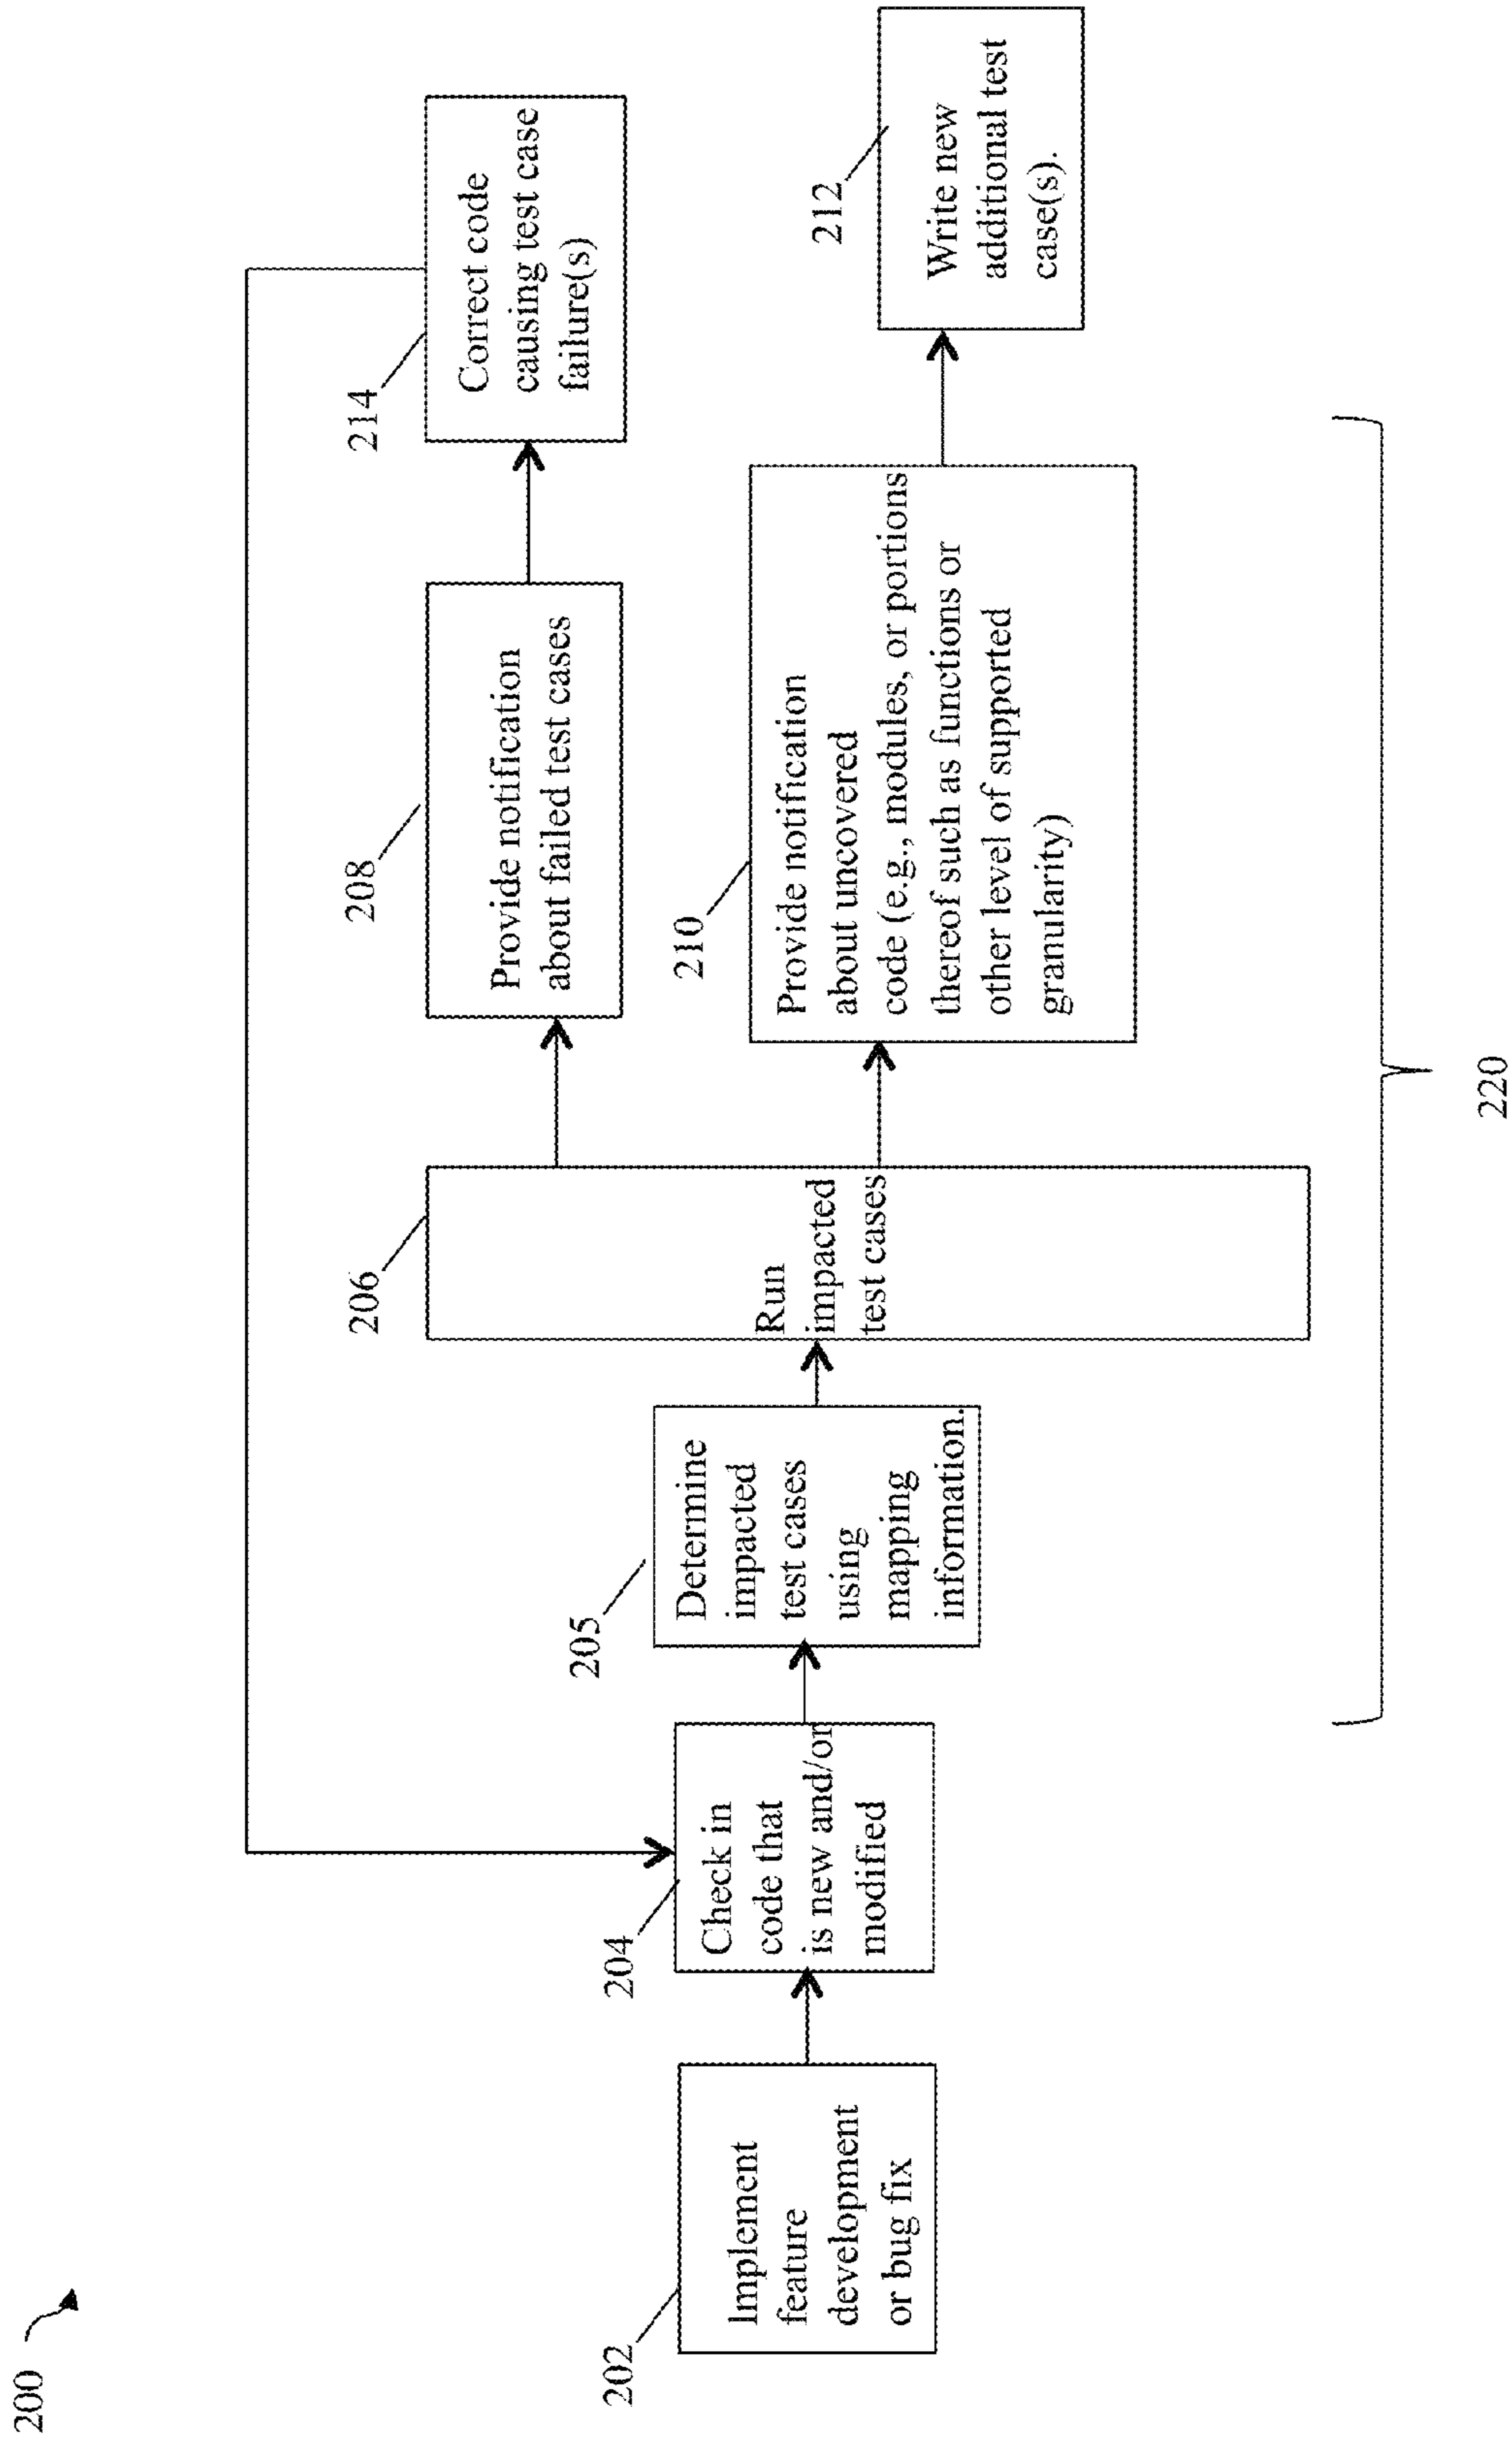 200
202
Implement
feature
development
or bug fix
204
Check in
code that
is new and/or
modified
205
Determine
impacted
test cases
using
mapping
information.
206
Run
impacted
test cases
208
Provide notification
about failed test cases
214
Correct code
causing test case
failure(s)
210
Provide notification
about uncovered
code (e.g., modules, or portions
thereof such as functions or
other level of supported
granularity)
212
Write new
additional test
case(s).
220